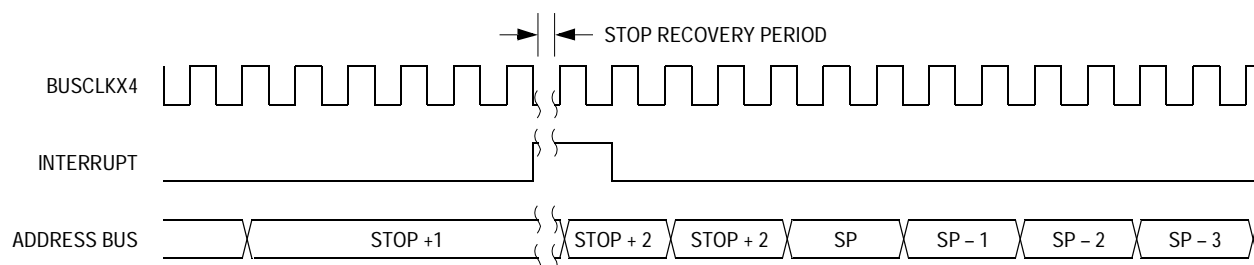 STOP RECOVERY PERIOD
BUSCLKX4
INTERRUPT
ADDRESS BUS STOP +1 STOP + 2 STOP + 2 SP SP – 1 SP – 2 SP – 3